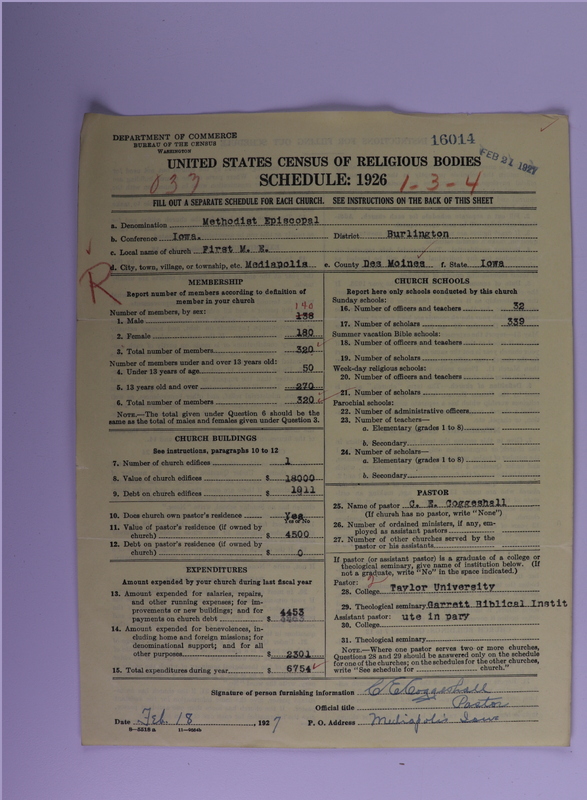 DEPARTMENT OF COMMERCE
BUREAU OF THE CENSUS
WASHINGTON
16014
FEB 21 1927
UNITED STATES CENSUS OF RELIGIOUS BODIES
033 SCHEDULE: 1926 1-3-4
FILL OUT A SEPARATE SCHEDULE FOR EACH CHURCH. SEE INSTRUCTIONS ON THE BACK OF THIS SHEET
a. Denomination Methodist Episcopal
b. Conference Iowa. District Burlington
c. Local name of church First M. E.
d. City, town, village, or township, etc. Mediapolis e. County Des Moines f. State Iowa
R
MEMBERSHIP
Report number of members according to definition of
member in your church
Number of members, by sex: 140
1. Male 138
2. Female 180
3. Total number of members 320
Number of members under and over 13 years old:
4. Under 13 years of age 50
5. 13 years old and over 270
6. Total number of members 320
NOTE.—The total given under Question 6 should be
same as the total of males and females given under Question 3.
CHURCH BUILDINGS
See instructions, paragraphs 10 to 12
7. Number of church edifices 1
8. Value of church edifices $ 18000
9. Debt on church edifices $ 1811
10. Does church own pastor's residence Yes
Yes or No
11. Value of pastor's residence (if owned by
church) $ 4500
12. Debt on pastor's residence (if owned by
church) $ 0
EXPENDITURES
Amount expended by your church during last fiscal year
13. Amount expended for salaries, repairs,
and other running expenses; for im-
provements or new buildings; and for
payments on church debt $ 4453
14. Amount expended for benevolences, in-
cluding home and foreign missions; for
denominational support; and for all
other purposes $ 2301
15. Total expenditures during year $ 6754
CHURCH SCHOOLS
Report here only schools conducted by this church
Sunday schools:
16. Number of officers and teachers 32
17. Number of scholars 339
Summer vacation Bible schools:
18. Number of officers and teachers
19. Number of scholars
Week-day religious schools:
20. Number of officers and teachers
21. Number of scholars
Parochial schools:
22. Number of administrative officers
23. Number of teachers—
a. Elementary (grades 1 to 8)
b. Secondary
24. Number of scholars—
a. Elementary (grades 1 to 8)
b. Secondary
PASTOR
25. Name of pastor C. E. Coggeshall
(If church has no pastor, write "None")
26. Number of ordained ministers, if any, em-
ployed as assistant pastors
27. Number of other churches served by the
pastor or his assistants
If pastor (or assistant pastor) is a graduate of a college or
theological seminary, give name of institution below. (If
not a graduate, write "No" in the space indicated.)
Pastor: 2
28. College Taylor University
29. Theological seminary Garrett Biblical Instit
Assistant pastor: ute in pary
30. College
31. Theological seminary
NOTE.—Where one pastor serves two or more churches,
Questions 28 and 29 should be answered only on the schedule
for one of the churches; on the schedules for the other churches,
write "See schedule for church."
Signature of person furnishing information C. E. Coggeshall
Official title Pastor
Date Feb. 18, 1927 P. O. Address Mediapolis Iowa